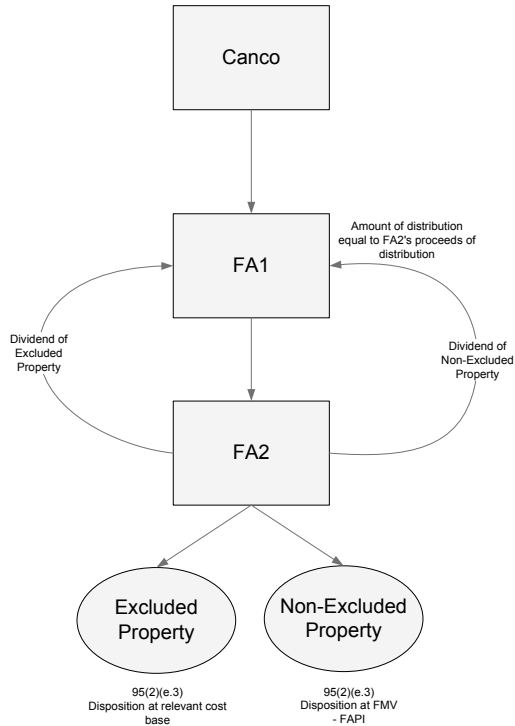 Canco
FA1
Amount of distribution
equal to FA2's proceeds of
distribution
Dividend of
Excluded
Property
Dividend of
Non-Excluded
Property
FA2
Excluded
Property
Non-Excluded
Property
95(2)(e.3)
Disposition at relevant cost
base
95(2)(e.3)
Disposition at FMV
- FAPI